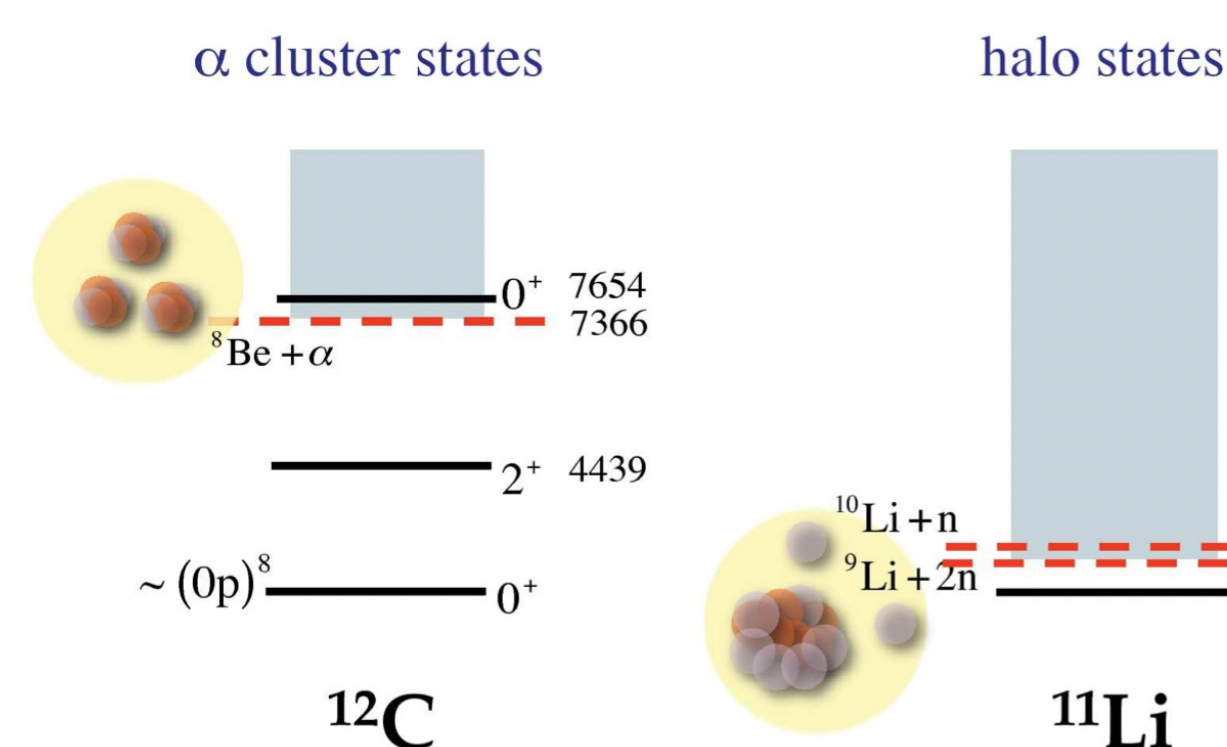 α cluster states
0⁺ 7654
7366
⁸Be + α
2⁺ 4439
~ (0p)⁸
0⁺
¹²C
halo states
¹⁰Li + n
⁹Li + 2n
¹¹Li